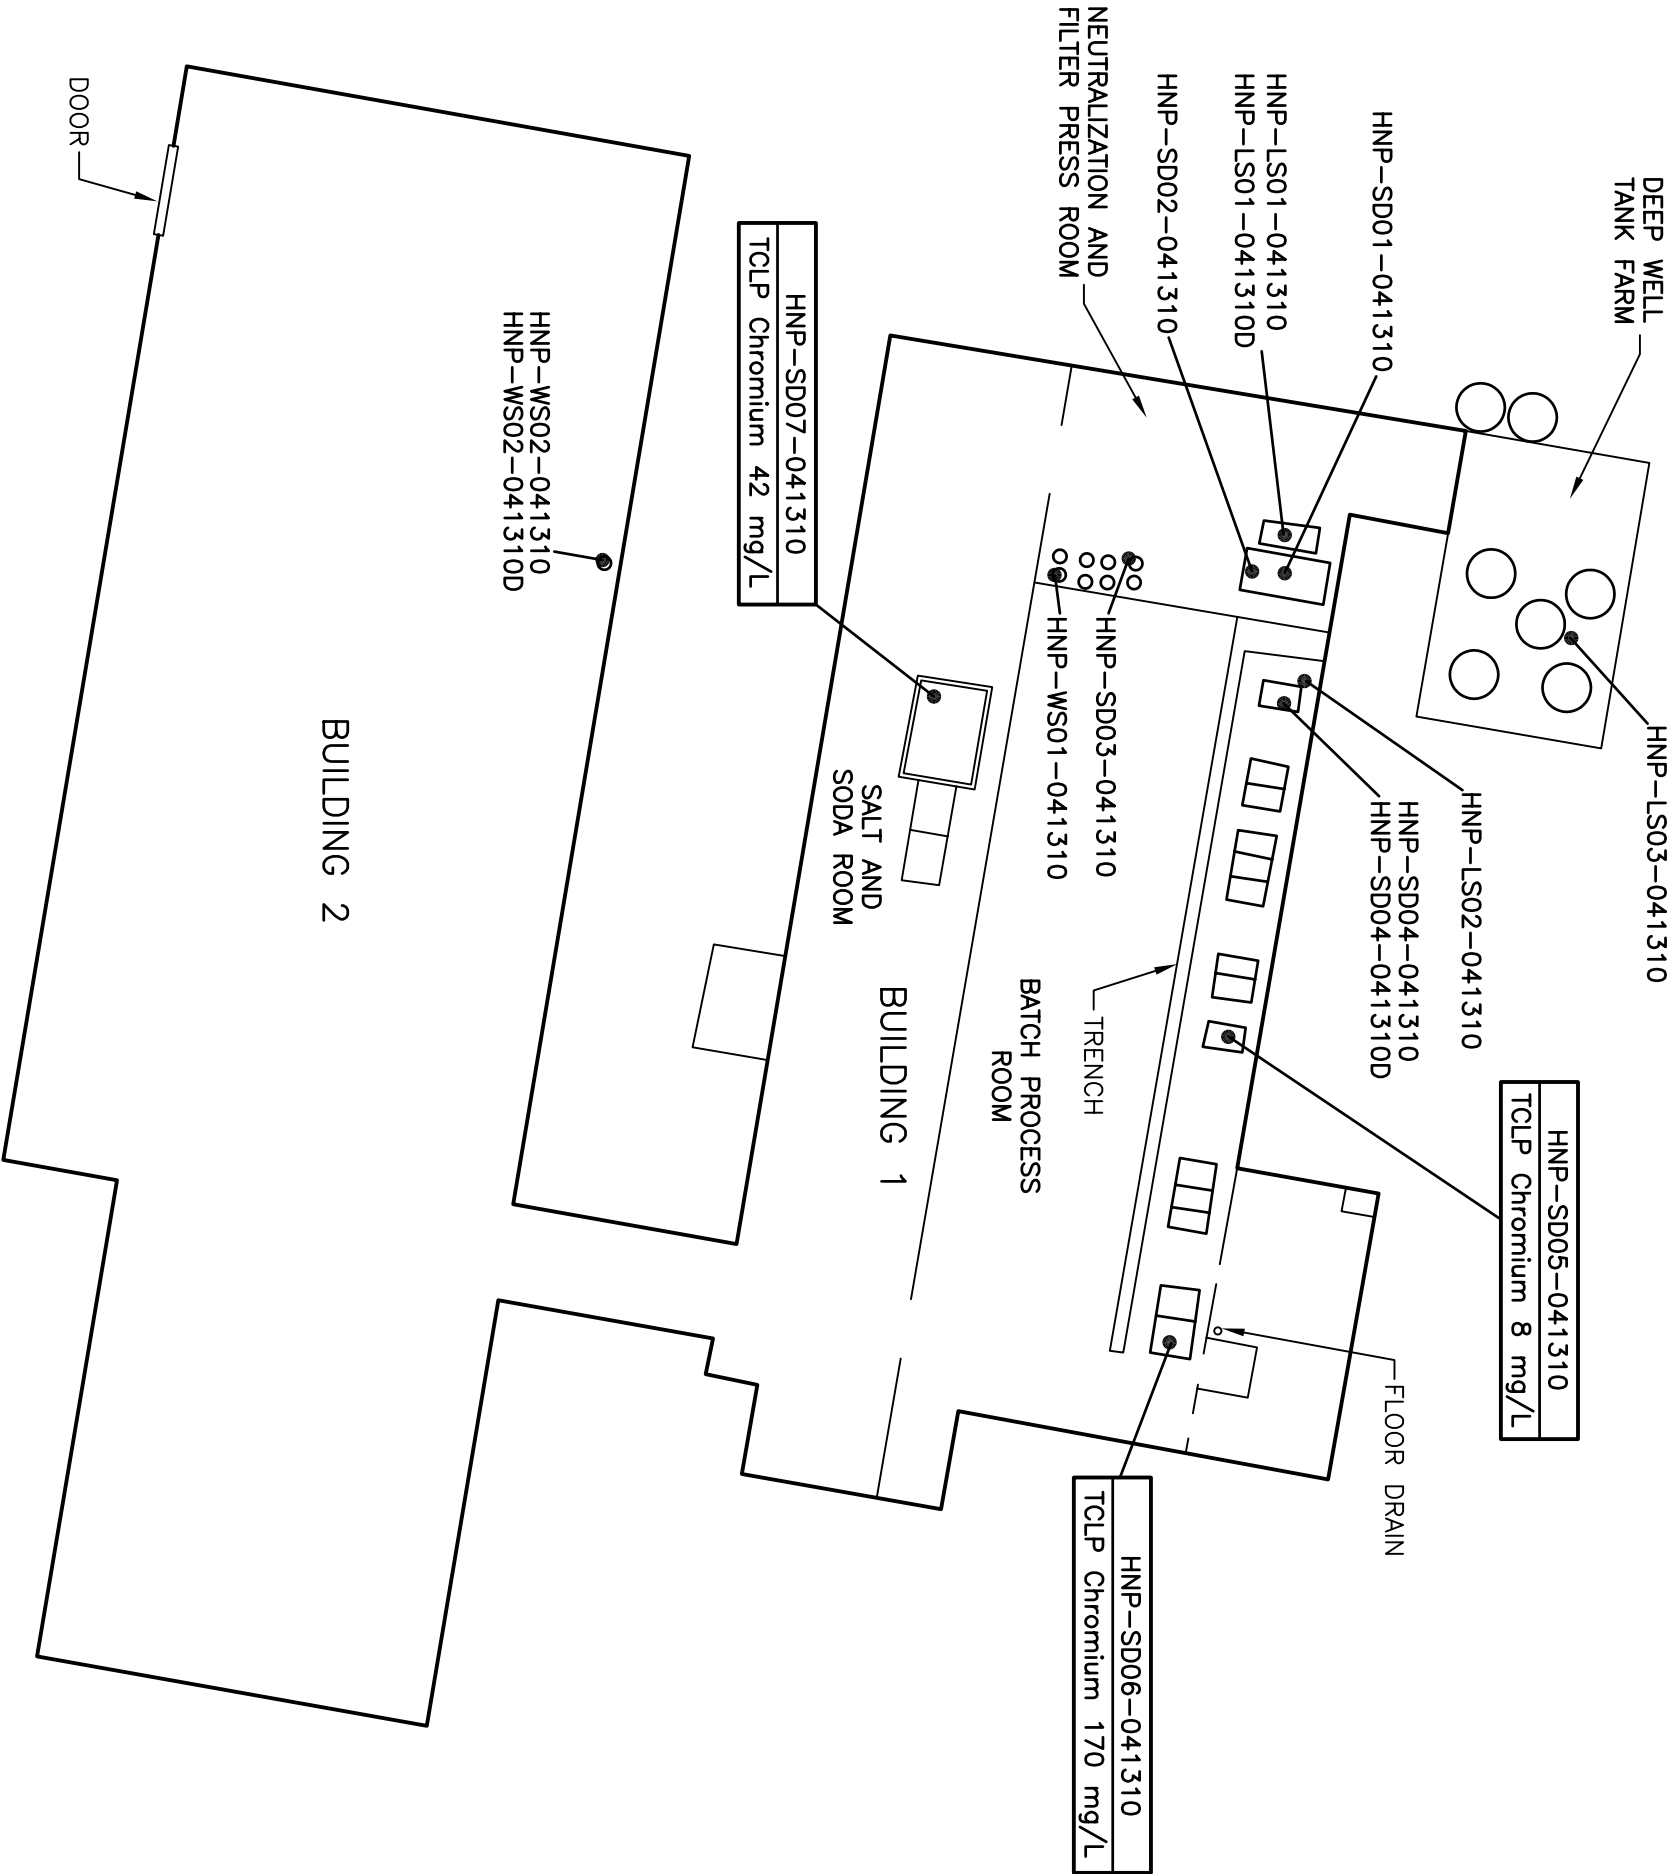 DEEP WELL
TANK FARM
HNP-LS03-041310
HNP-SD01-041310
HNP-LS02-041310
HNP-LS01-041310
HNP-LS01-041310D
HNP-SD04-041310
HNP-SD04-041310D
HNP-SD05-041310
TCLP Chromium 8 mg/L
HNP-SD02-041310
FLOOR DRAIN
NEUTRALIZATION AND
FILTER PRESS ROOM
HNP-SD03-041310
HNP-WS01-041310
TRENCH
BATCH PROCESS
ROOM
HNP-SD06-041310
TCLP Chromium 170 mg/L
BUILDING 1
SALT AND
SODA ROOM
HNP-SD07-041310
TCLP Chromium 42 mg/L
HNP-WS02-041310
HNP-WS02-041310D
BUILDING 2
DOOR